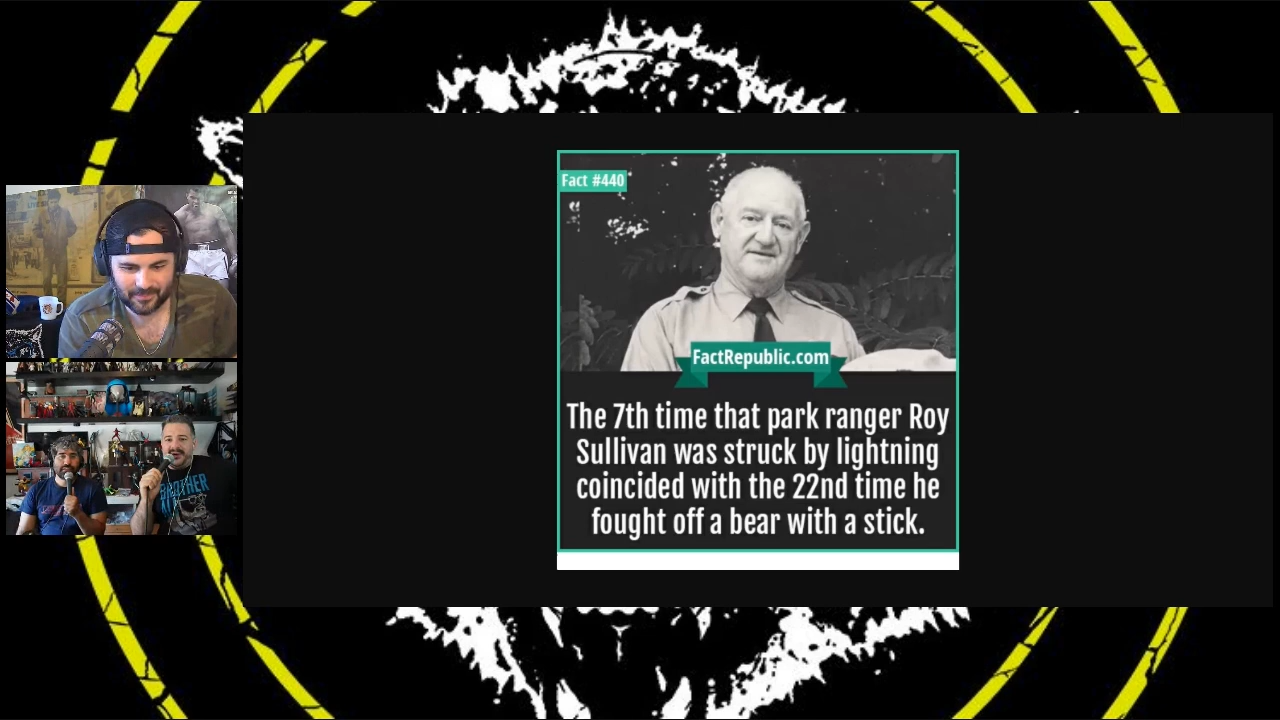 Fact #440
FactRepublic.com
The 7th time that park ranger Roy
Sullivan was struck by lightning
coincided with the 22nd time he
fought off a bear with a stick.
BROTHER